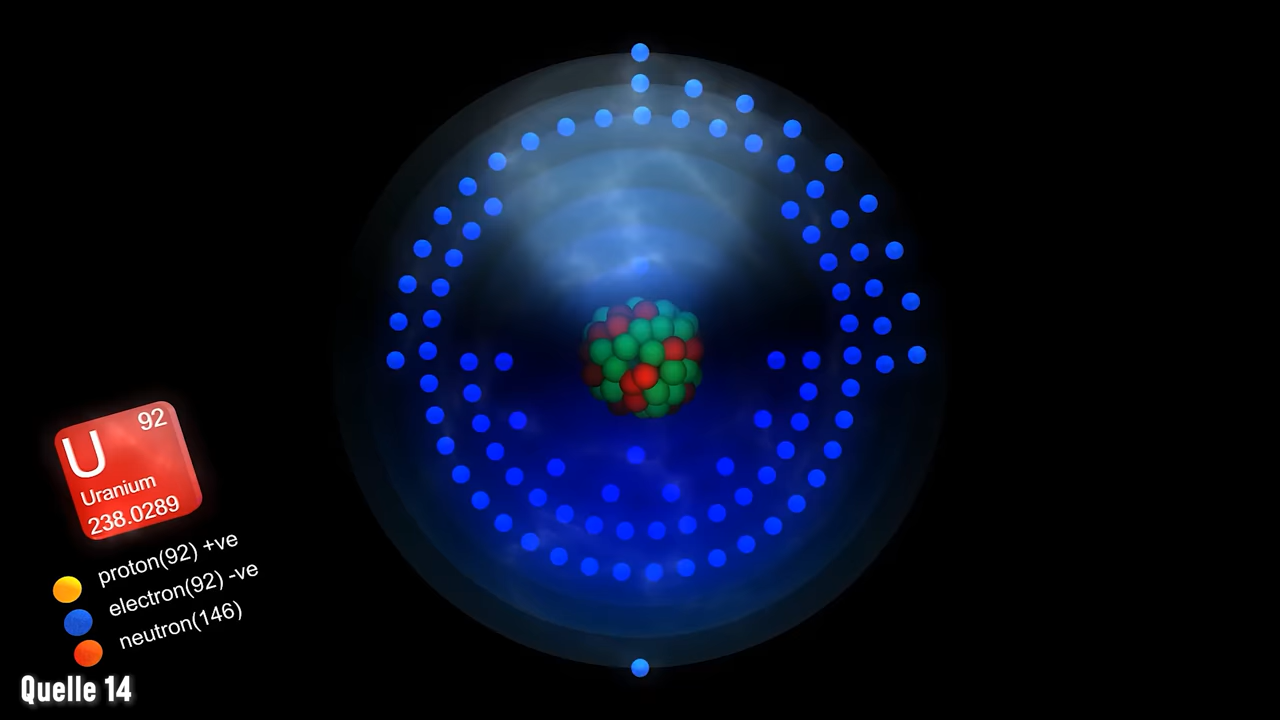 92
U
Uranium
238.0289
proton(92) +ve
electron(92) -ve
neutron(146)
Quelle 14